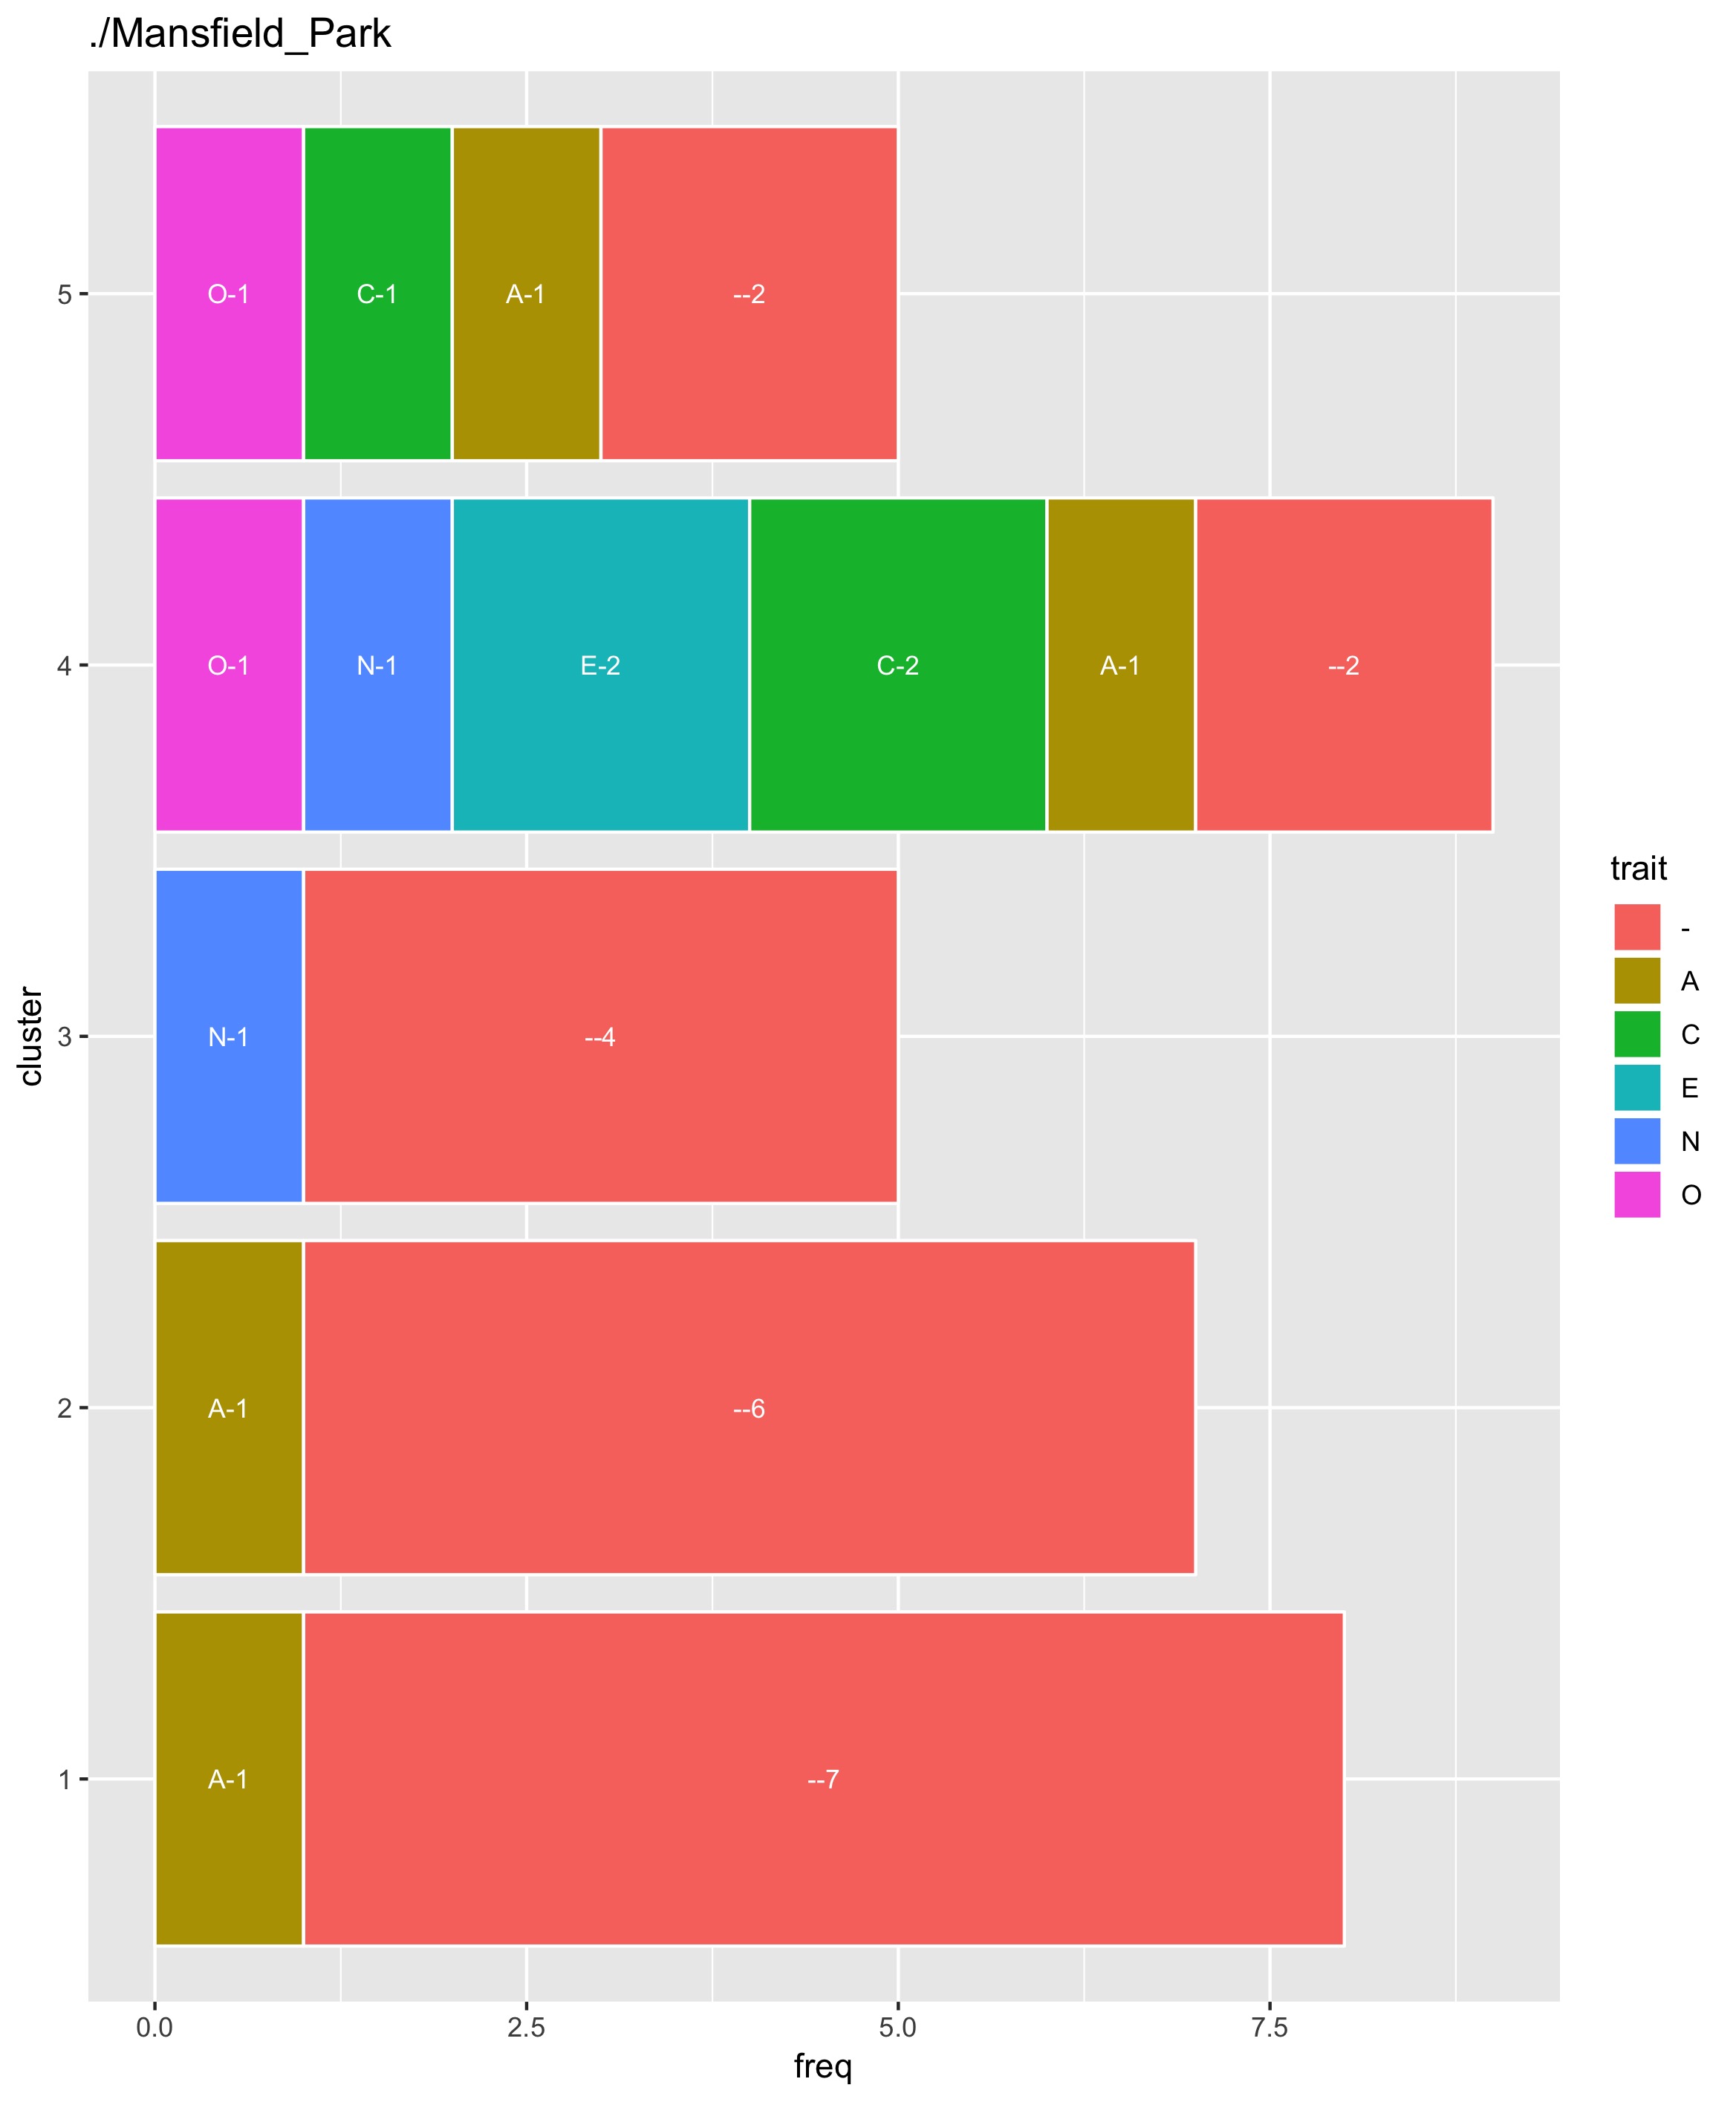 ./Mansfield_Park
5
O-1 C-1 A-1 --2
4
O-1 N-1 E-2 C-2 A-1 --2
3
N-1 --4
2
A-1 --6
1
A-1 --7
cluster
0.0 2.5 5.0 7.5
freq
trait
-
A
C
E
N
O